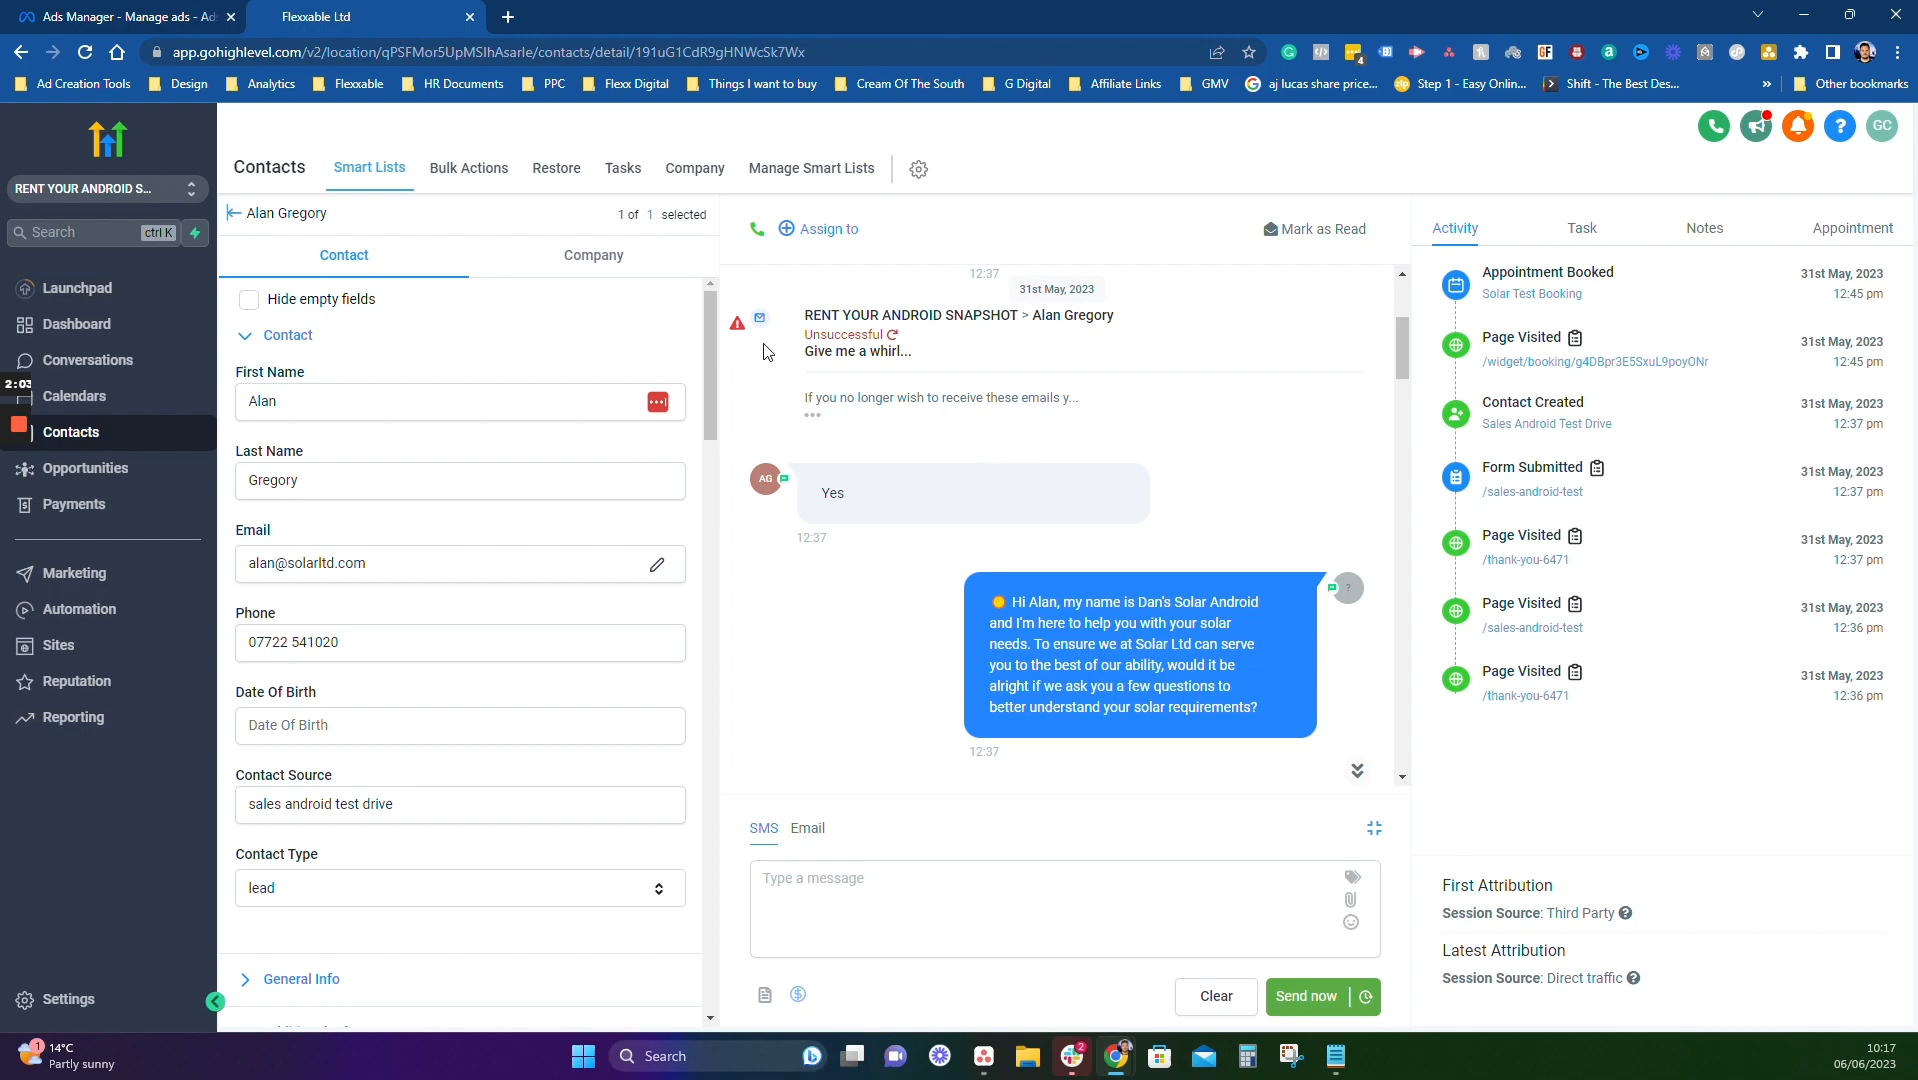 Ads Manager - Manage ads - Ad
Flexxable Ltd
app.gohighlevel.com/v2/location/qPSFMor5UpMSIhAsarle/contacts/detail/191uG1CdR9gHNWcSk7Wx
Ad Creation Tools
Design
Analytics
Flexxable
HR Documents
PPC
Flexx Digital
Things I want to buy
Cream Of The South
G Digital
Affiliate Links
GMV
aj lucas share price...
Step 1 - Easy Onlin...
Shift - The Best Des...
»
Other bookmarks
GC
RENT YOUR ANDROID S...
Search
ctrl K
Launchpad
Dashboard
Conversations
2:03
Calendars
Contacts
Opportunities
Payments
Marketing
Automation
Sites
Reputation
Reporting
Settings
Contacts
Smart Lists
Bulk Actions
Restore
Tasks
Company
Manage Smart Lists
Alan Gregory
1 of 1 selected
Contact
Company
Hide empty fields
Contact
First Name
Alan
Last Name
Gregory
Email
alan@solarltd.com
Phone
07722 541020
Date Of Birth
Date Of Birth
Contact Source
sales android test drive
Contact Type
lead
General Info
Assign to
Mark as Read
12:37
31st May, 2023
RENT YOUR ANDROID SNAPSHOT > Alan Gregory
Unsuccessful
Give me a whirl...
If you no longer wish to receive these emails y...
AG
Yes
12:37
Hi Alan, my name is Dan's Solar Android
and I'm here to help you with your solar
needs. To ensure we at Solar Ltd can serve
you to the best of our ability, would it be
alright if we ask you a few questions to
better understand your solar requirements?
?
12:37
SMS
Email
Type a message
Clear
Send now
Activity
Task
Notes
Appointment
Appointment Booked
31st May, 2023
Solar Test Booking
12:45 pm
Page Visited
31st May, 2023
/widget/booking/g4DBpr3E5SxuL9poyONr
12:45 pm
Contact Created
31st May, 2023
Sales Android Test Drive
12:37 pm
Form Submitted
31st May, 2023
/sales-android-test
12:37 pm
Page Visited
31st May, 2023
/thank-you-6471
12:37 pm
Page Visited
31st May, 2023
/sales-android-test
12:36 pm
Page Visited
31st May, 2023
/thank-you-6471
12:36 pm
First Attribution
Session Source: Third Party
Latest Attribution
Session Source: Direct traffic
1
14°C
Partly sunny
Search
2
10:17
06/06/2023